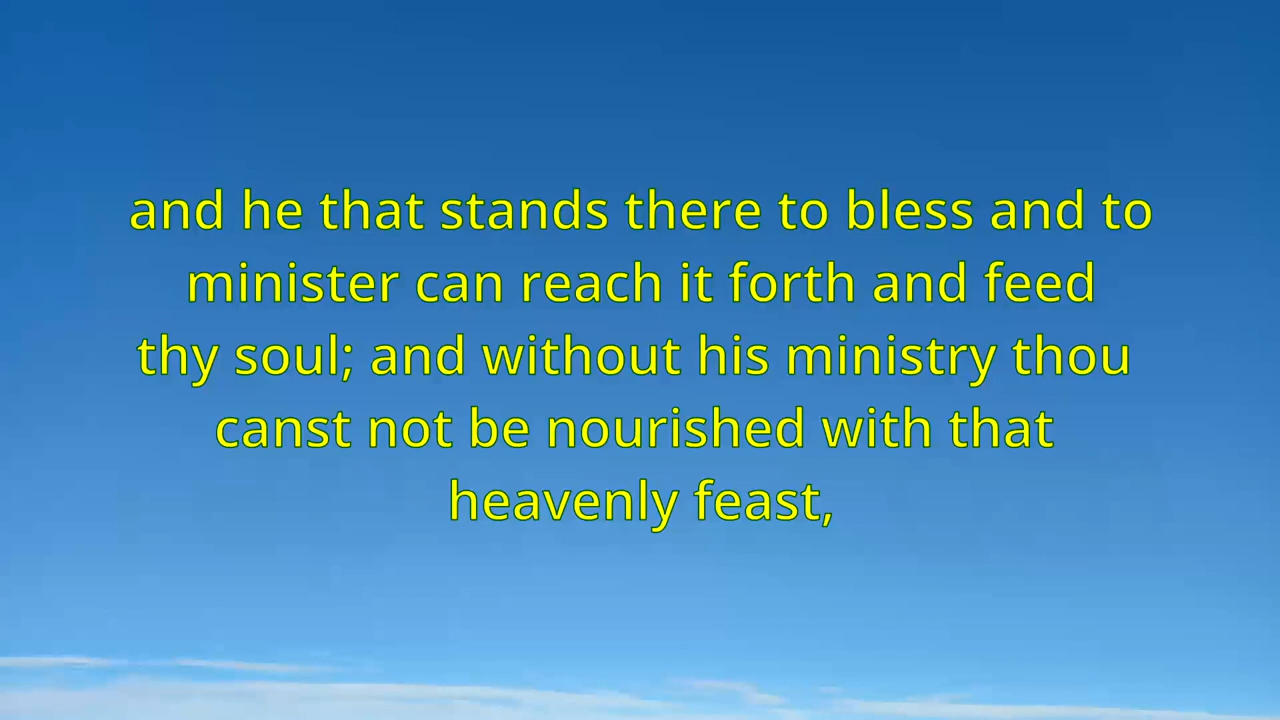 and he that stands there to bless and to
minister can reach it forth and feed
thy soul; and without his ministry thou
canst not be nourished with that
heavenly feast,